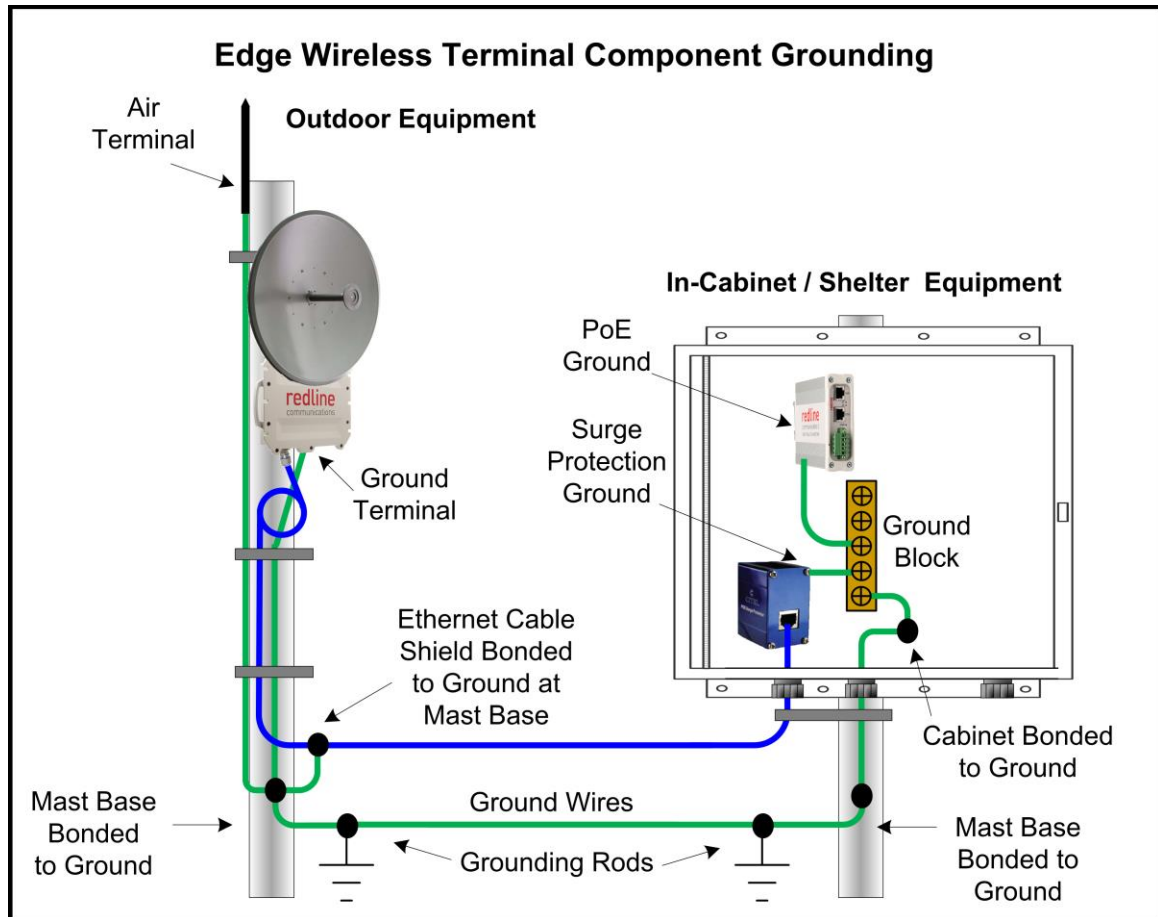 Edge Wireless Terminal Component Grounding
Air
Terminal
Outdoor Equipment
In-Cabinet / Shelter Equipment
PoE
Ground
redline
communications
redline
communications
Surge
Protection
Ground
Ground
Terminal
Ground
Block
Ethernet Cable
Shield Bonded
to Ground at
Mast Base
Cabinet Bonded
to Ground
Mast Base
Bonded
to Ground
Ground Wires
Grounding Rods
Mast Base
Bonded to
Ground